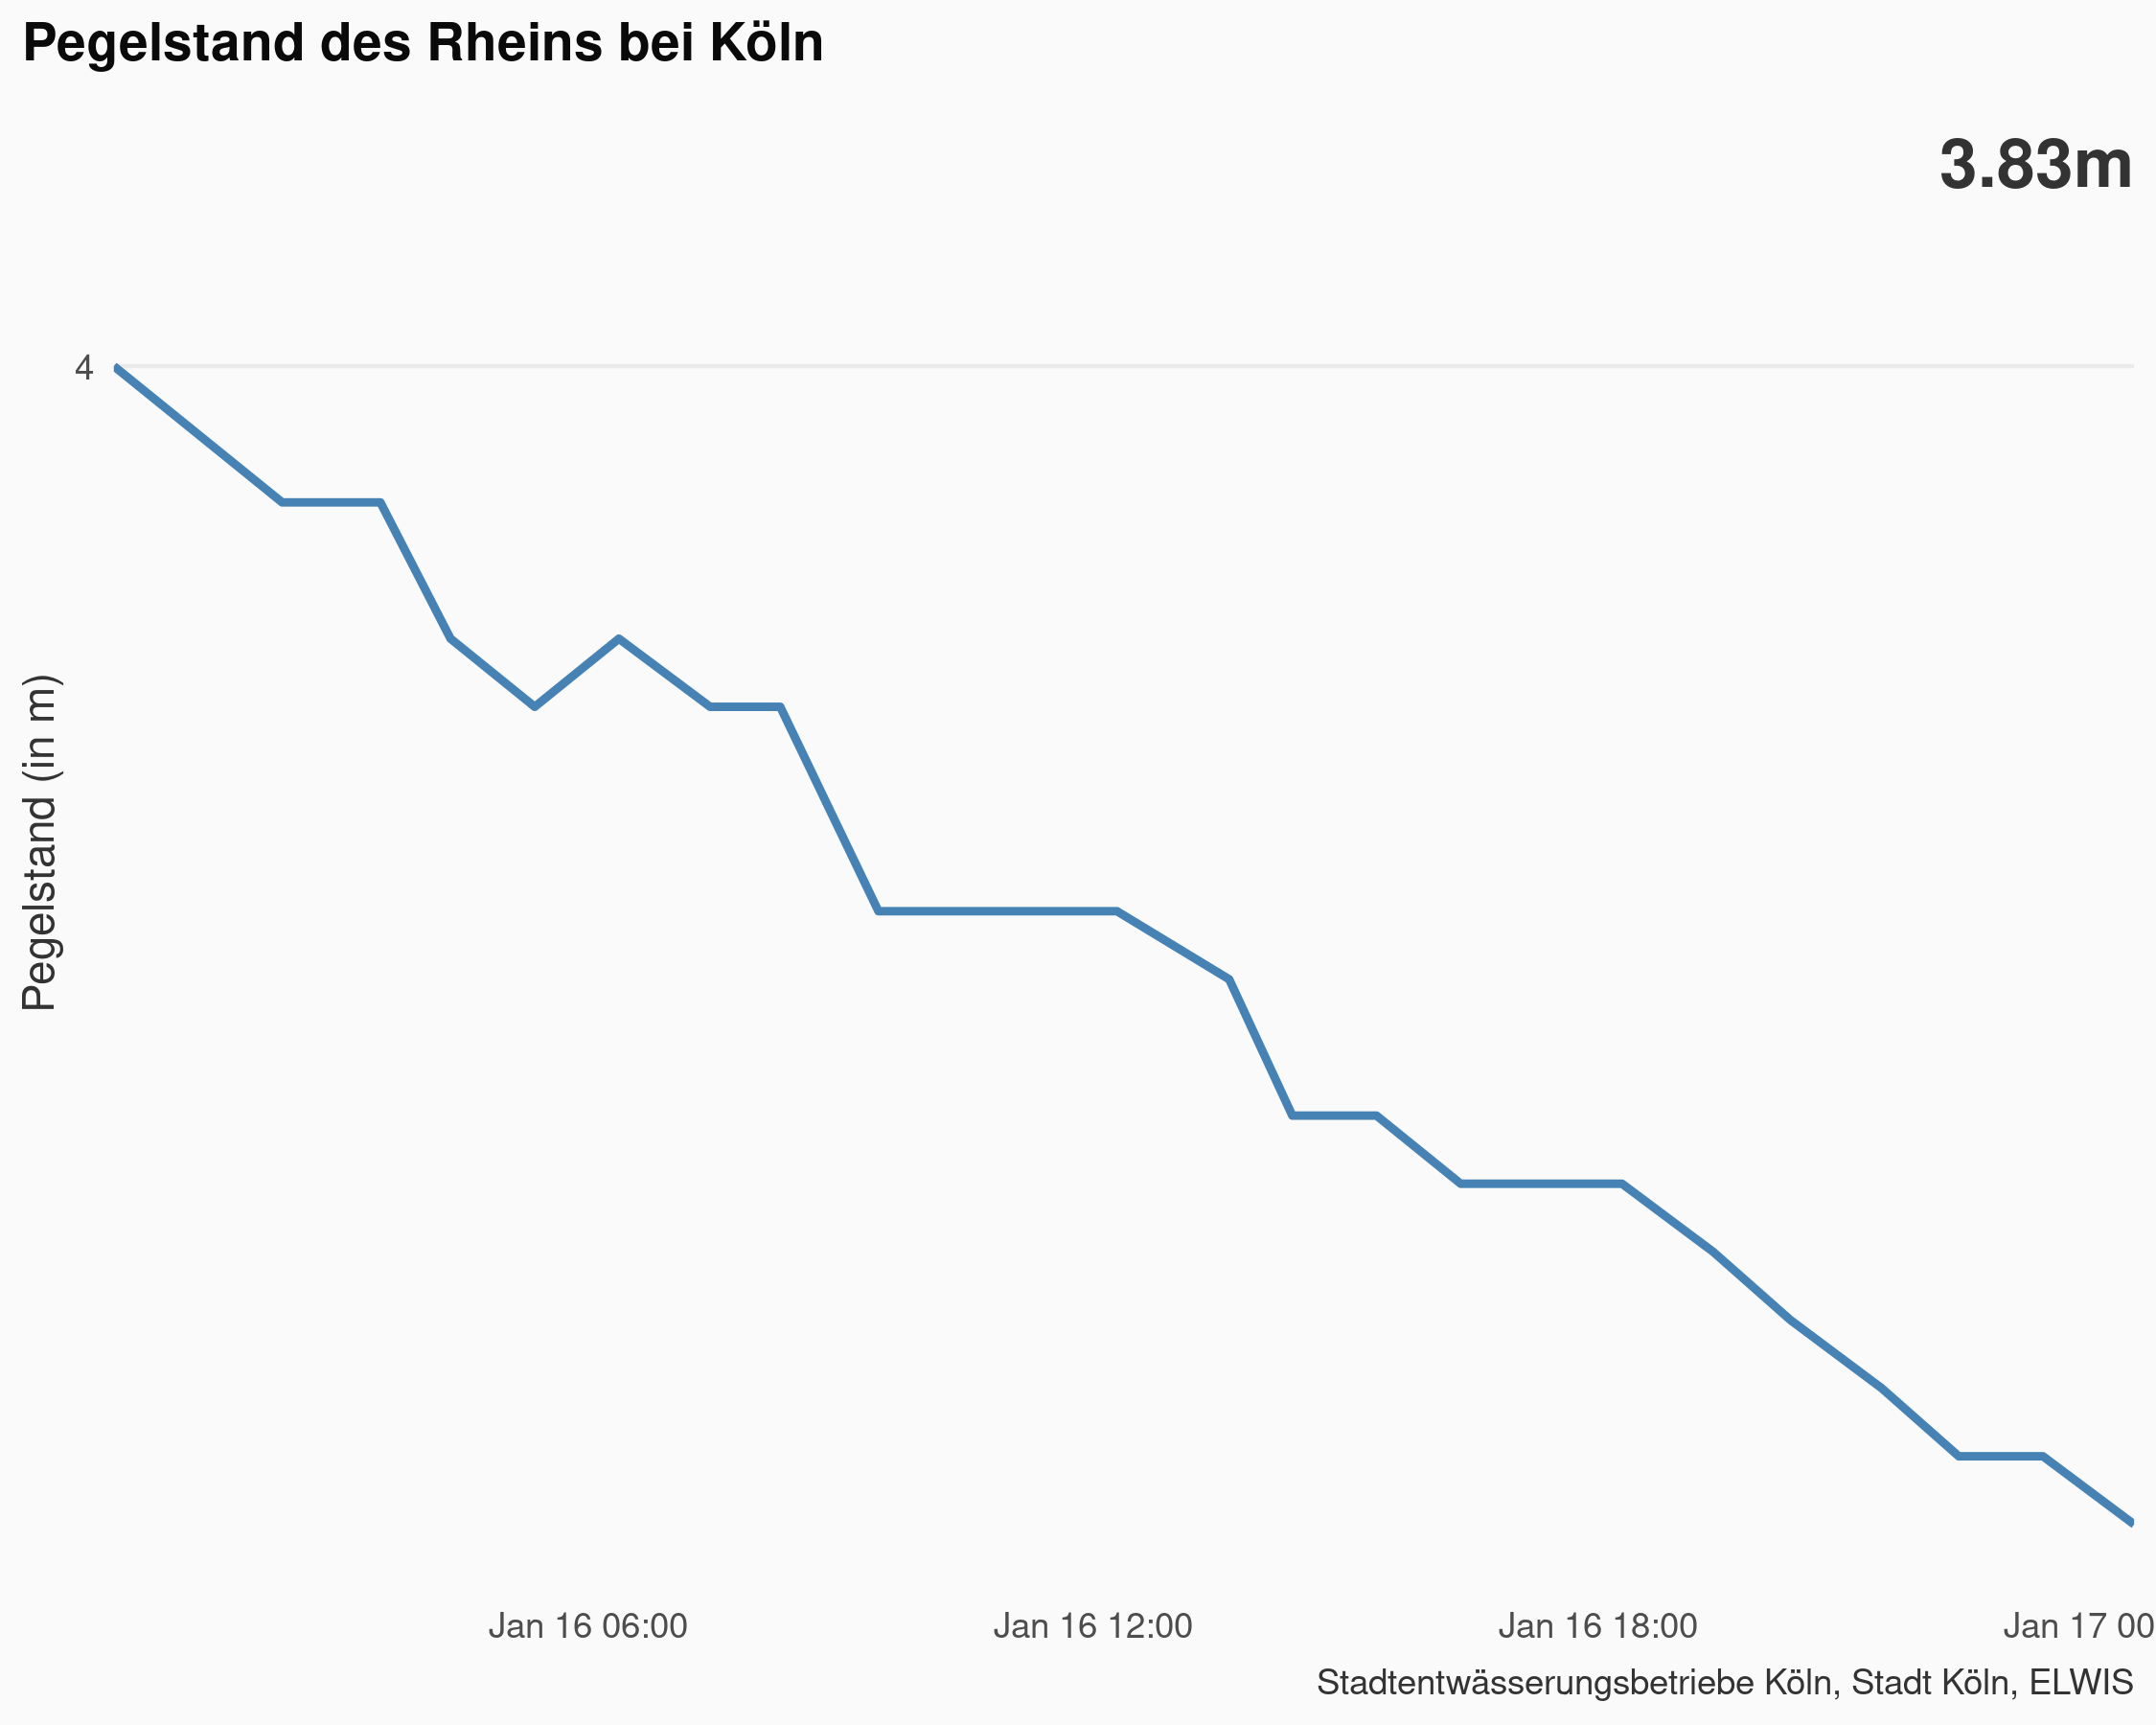 Pegelstand des Rheins bei Köln
3.83m
4
Pegelstand (in m)
Jan 16 06:00
Jan 16 12:00
Jan 16 18:00
Jan 17 00
Stadtentwässerungsbetriebe Köln, Stadt Köln, ELWIS